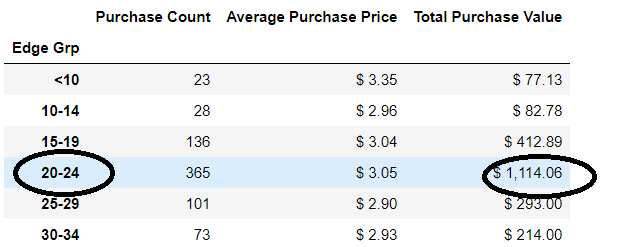 Purchase Count Average Purchase Price Total Purchase Value
Edge Grp
<10 23 $ 3.35 $ 77.13
10-14 28 $ 2.96 $ 82.78
15-19 136 $ 3.04 $ 412.89
20-24 365 $ 3.05 $ 1,114.06
25-29 101 $ 2.90 $ 293.00
30-34 73 $ 2.93 $ 214.00